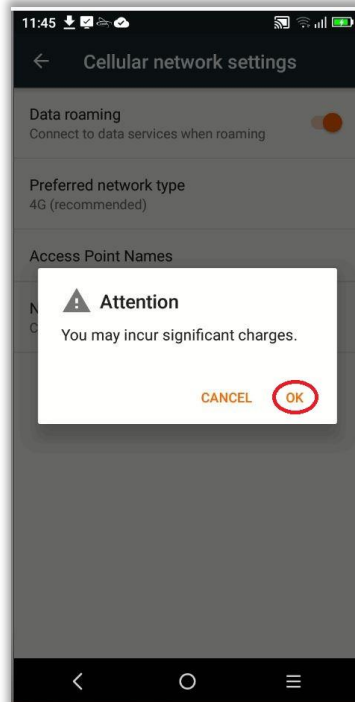 11:45
Cellular network settings
Data roaming
Connect to data services when roaming
Preferred network type
4G (recommended)
Access Point Names
N
C
Attention
You may incur significant charges.
CANCEL OK